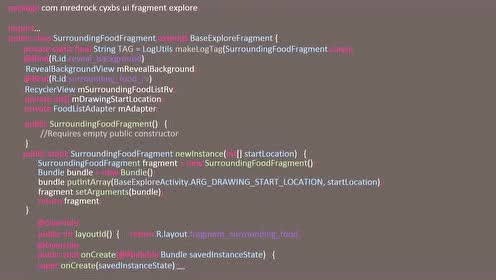 package com mredrock cyxbs ui fragment explore
import...
public class SurroundingFoodFragment extends BaseExploreFragment {
private static final String TAG = LogUtils makeLogTag(SurroundingFoodFragment class)
@Bind(R.id reveal_background)
RevealBackgroundView mRevealBackground
@Bind(R.id surrounding_food_rv)
RecyclerView mSurroundingFoodListRv
private int[] mDrawingStartLocation
private FoodListAdapter mAdapter
public SurroundingFoodFragment() {
//Requires empty public constructor
}
public static SurroundingFoodFragment newInstance(int[] startLocation) {
SurroundingFoodFragment fragment = new SurroundingFoodFragment()
Bundle bundle = new Bundle()
bundle putIntArray(BaseExploreActivity.ARG_DRAWING_START_LOCATION, startLocation)
fragment setArguments(bundle)
return fragment
}
@Override
public int layoutId() { return R.layout fragment_surrounding_food
@Override
public void onCreate(@Nullable Bundle savedInstanceState) {
super onCreate(savedInstanceState)